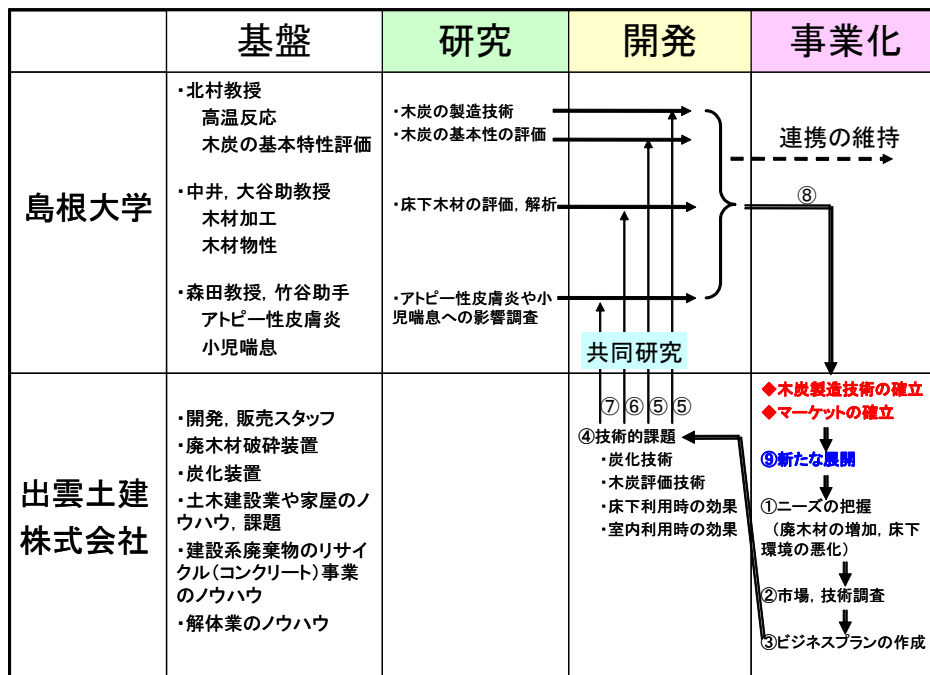 基盤
研究
開発
事業化
島根大学
・北村教授
高温反応
木炭の基本特性評価
・中井, 大谷助教授
木材加工
木材物性
・森田教授, 竹谷助手
アトピー性皮膚炎
小児喘息
・木炭の製造技術
・木炭の基本性の評価
・床下木材の評価, 解析
・アトピー性皮膚炎や小
児喘息への影響調査
共同研究
連携の維持
⑧
出雲土建
株式会社
・開発, 販売スタッフ
・廃木材破砕装置
・炭化装置
・土木建設業や家屋のノ
ウハウ, 課題
・建設系廃棄物のリサイ
クル(コンクリート)事業
のノウハウ
・解体業のノウハウ
⑦ ⑥ ⑤ ⑤
④技術的課題
・炭化技術
・木炭評価技術
・床下利用時の効果
・室内利用時の効果
◆木炭製造技術の確立
◆マーケットの確立
⑨新たな展開
①ニーズの把握
(廃木材の増加, 床下
環境の悪化)
②市場, 技術調査
③ビジネスプランの作成